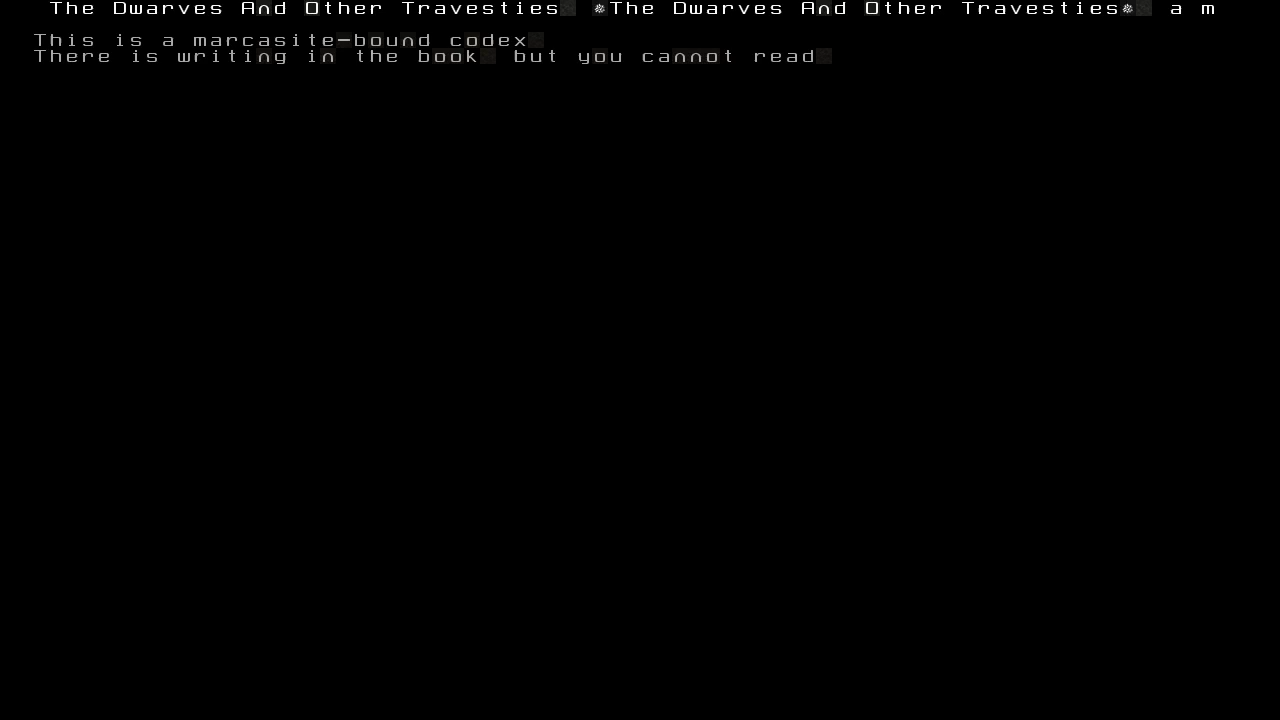 The Dwarves And Other Travesties ☼The Dwarves And Other Travesties☼ a m
This is a marcasite-bound codex
There is writing in the book but you cannot read